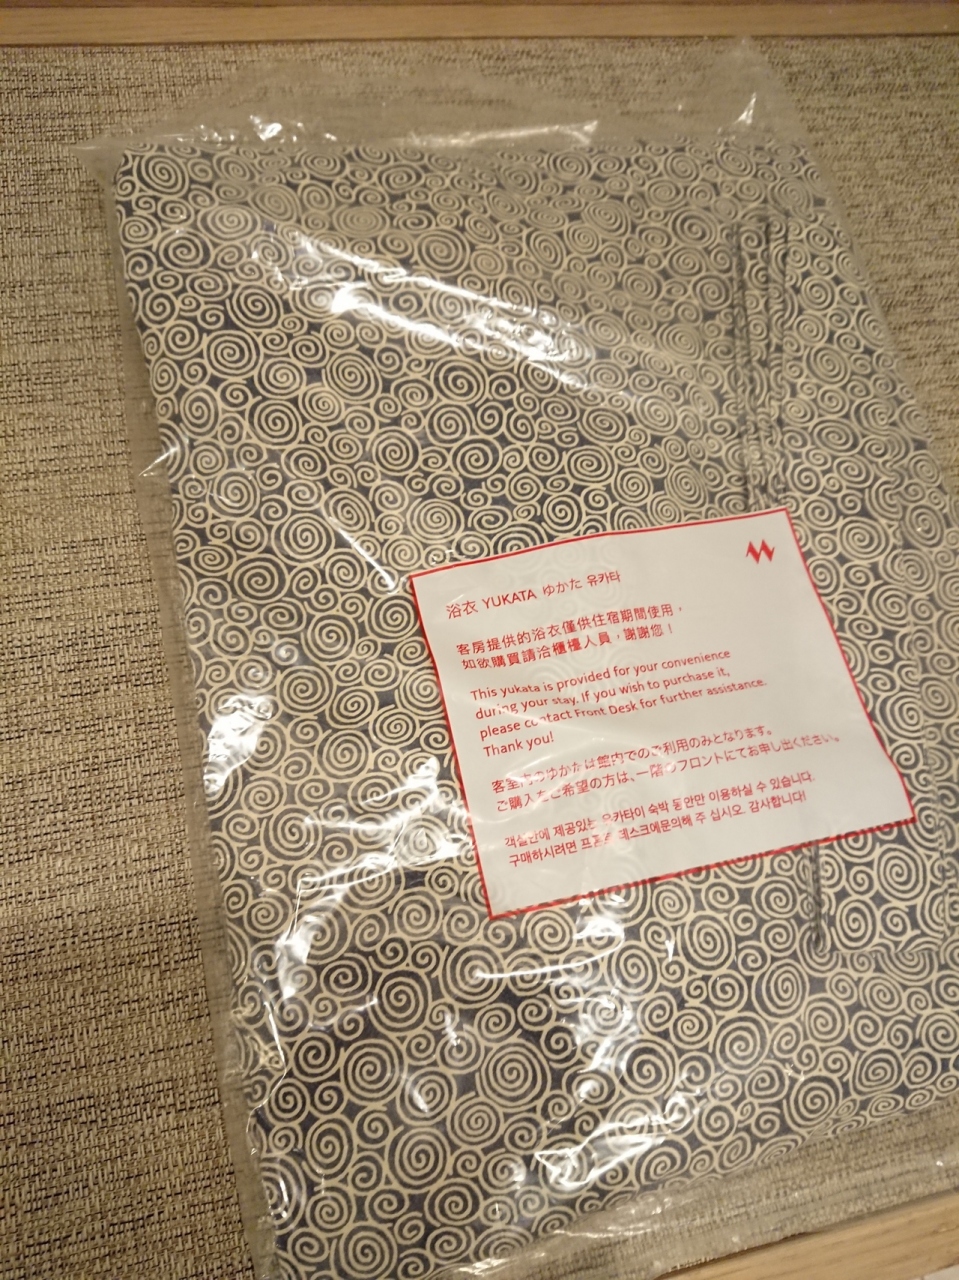 浴衣 YUKATA ゆかた 유카타
客房提供的浴衣僅供住宿期間使用，
如欲購買請洽櫃檯人員，謝謝您！
This yukata is provided for your convenience
during your stay. If you wish to purchase it,
please contact Front Desk for further assistance.
Thank you!
客室内のゆかたは館内でのご利用のみとなります。
ご購入をご希望の方は、一階のフロントにてお申し出ください。
객실안에 제공있는 유카타이 숙박 동안만 이용하실 수 있습니다.
구매하시려면 프론트 데스크에문의해 주 십시오. 감사합니다!